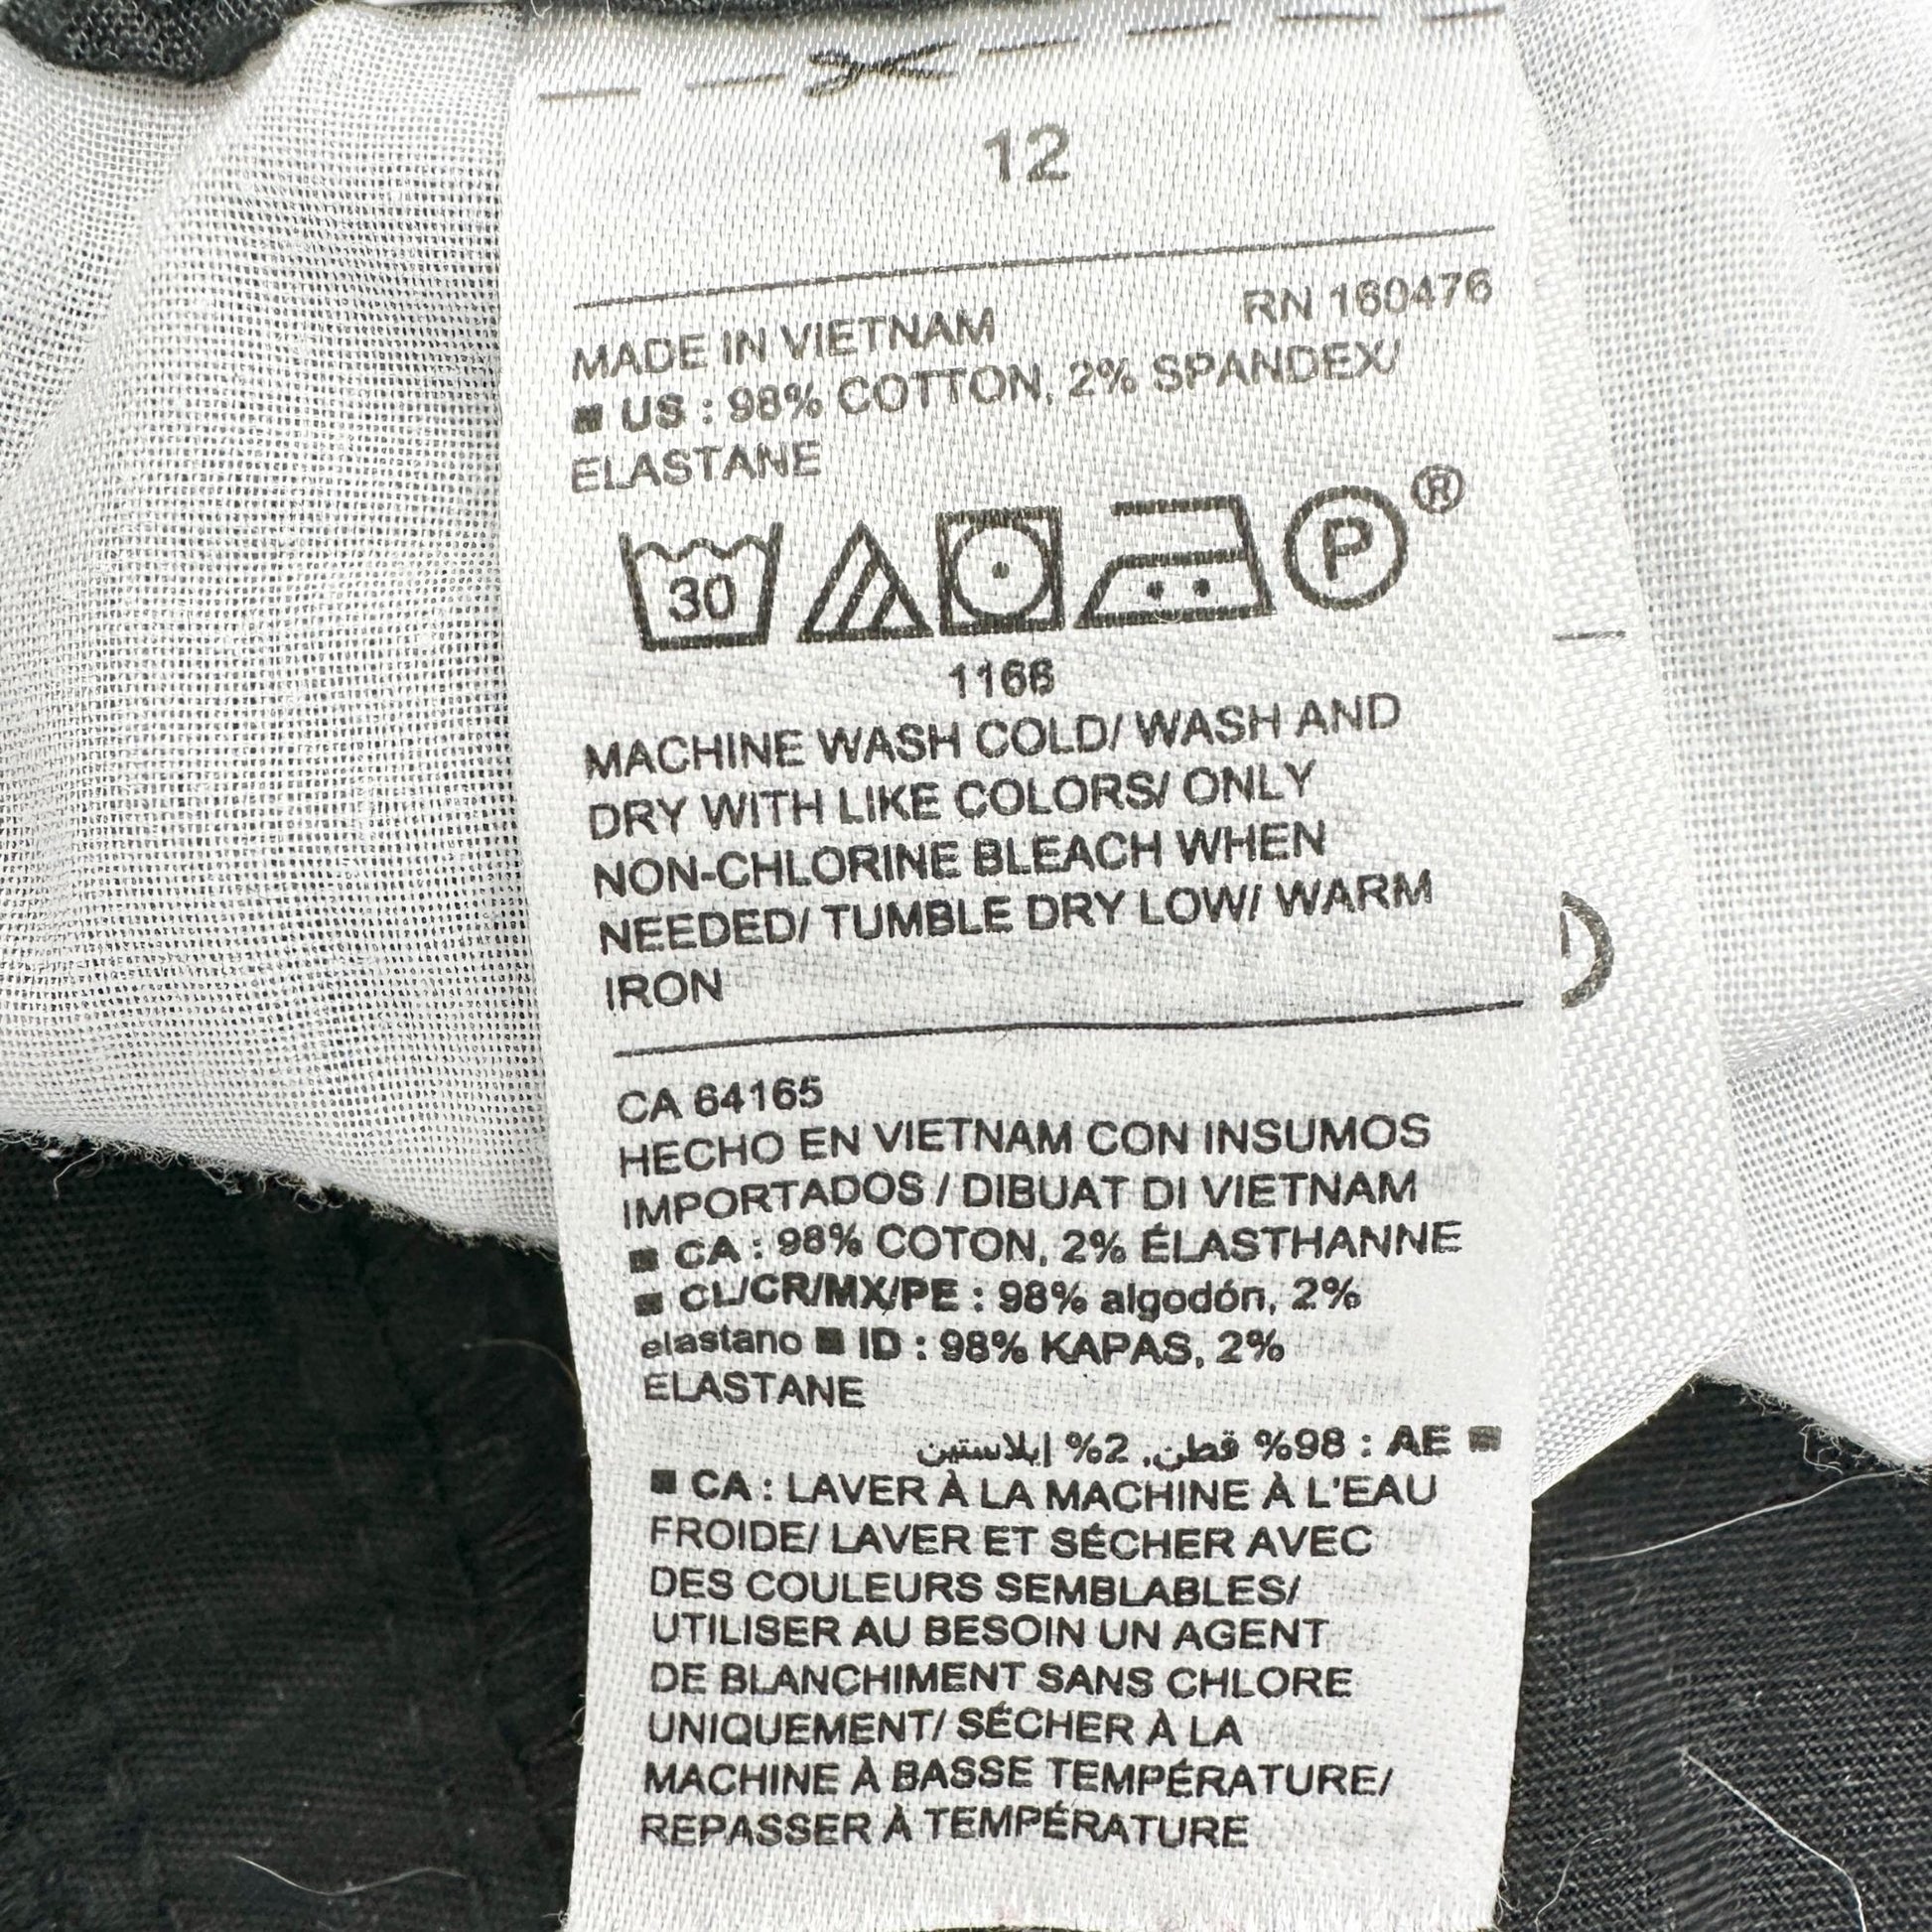 12
MADE IN VIETNAM RN 160476
■ US : 98% COTTON, 2% SPANDEX/
ELASTANE
30 P ®
1166
MACHINE WASH COLD/ WASH AND
DRY WITH LIKE COLORS/ ONLY
NON-CHLORINE BLEACH WHEN
NEEDED/ TUMBLE DRY LOW/ WARM
IRON
CA 64165
HECHO EN VIETNAM CON INSUMOS
IMPORTADOS / DIBUAT DI VIETNAM
■ CA : 98% COTON, 2% ÉLASTHANNE
■ CL/CR/MX/PE : 98% algodón, 2%
elastano ■ ID : 98% KAPAS, 2%
ELASTANE
■ AE : 98% قطن, 2% إيلاستين
■ CA : LAVER À LA MACHINE À L'EAU
FROIDE/ LAVER ET SÉCHER AVEC
DES COULEURS SEMBLABLES/
UTILISER AU BESOIN UN AGENT
DE BLANCHIMENT SANS CHLORE
UNIQUEMENT/ SÉCHER À LA
MACHINE À BASSE TEMPÉRATURE/
REPASSER À TEMPÉRATURE